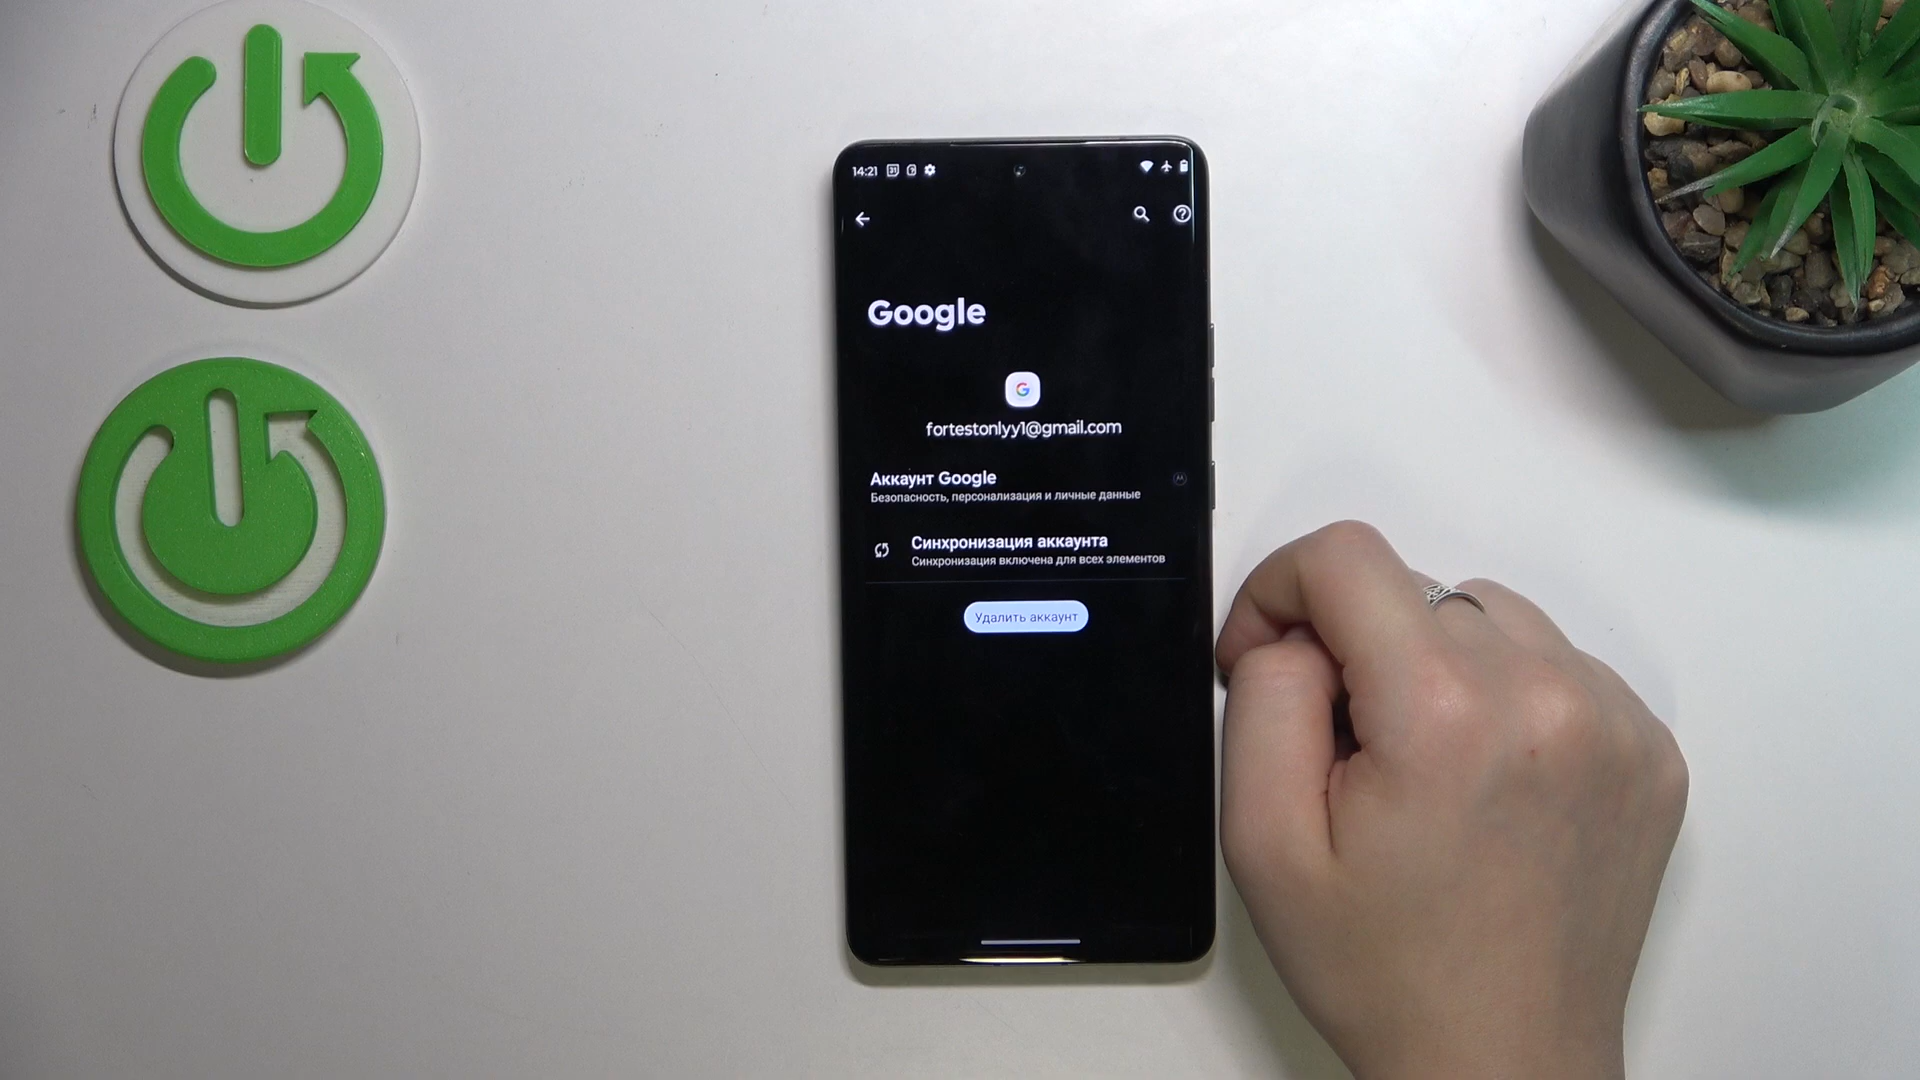 14:21
Google
G
fortestonlyy1@gmail.com
Аккаунт Google
Безопасность, персонализация и личные данные
Синхронизация аккаунта
Синхронизация включена для всех элементов
Удалить аккаунт